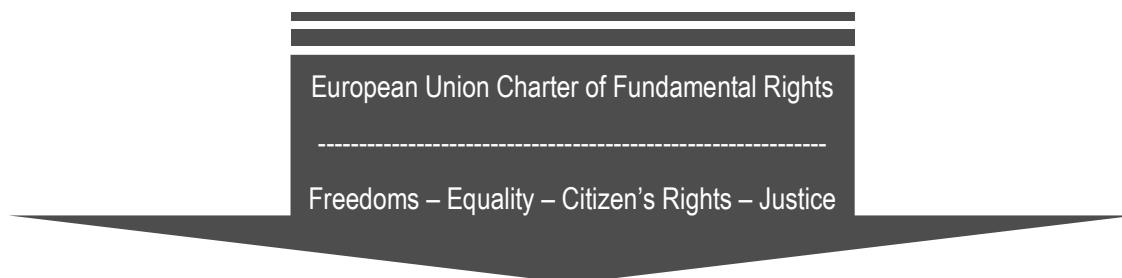 European Union Charter of Fundamental Rights
--------------------------------------------------------------
Freedoms – Equality – Citizen’s Rights – Justice